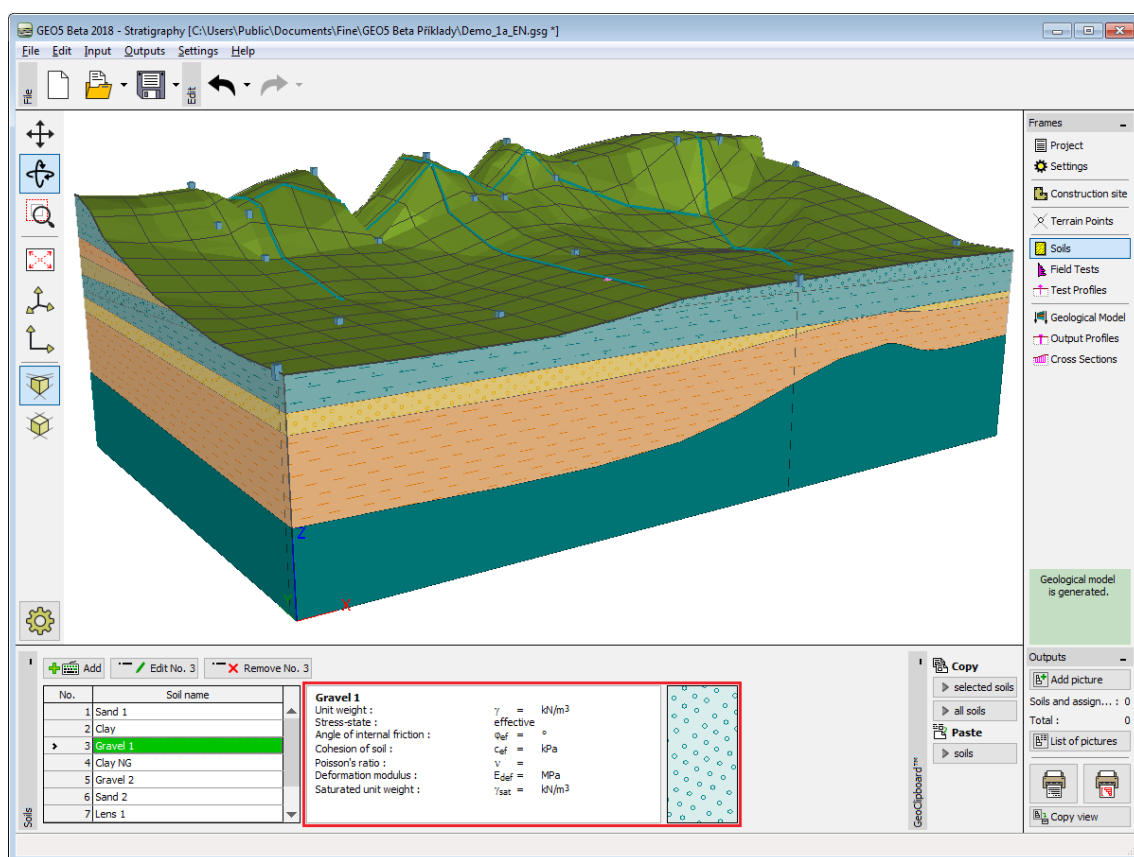 GEO5 Beta 2018 - Stratigraphy [C:\Users\Public\Documents\Fine\GEO5 Beta Příklady\Demo_1a_EN.gsg *]
File Edit Input Outputs Settings Help
File
Edit
Z
Y
X
Frames
Project
Settings
Construction site
Terrain Points
Soils
Field Tests
Test Profiles
Geological Model
Output Profiles
Cross Sections
Geological model
is generated.
Soils
Add Edit No. 3 Remove No. 3
No. Soil name
1 Sand 1
2 Clay
> 3 Gravel 1
4 Clay NG
5 Gravel 2
6 Sand 2
7 Lens 1
Gravel 1
Unit weight : γ = kN/m³
Stress-state : effective
Angle of internal friction : φef = °
Cohesion of soil : cef = kPa
Poisson's ratio : ν =
Deformation modulus : Edef = MPa
Saturated unit weight : γsat = kN/m³
GeoClipboard™
Copy
selected soils
all soils
Paste
soils
Outputs
Add picture
Soils and assign... : 0
Total : 0
List of pictures
Copy view